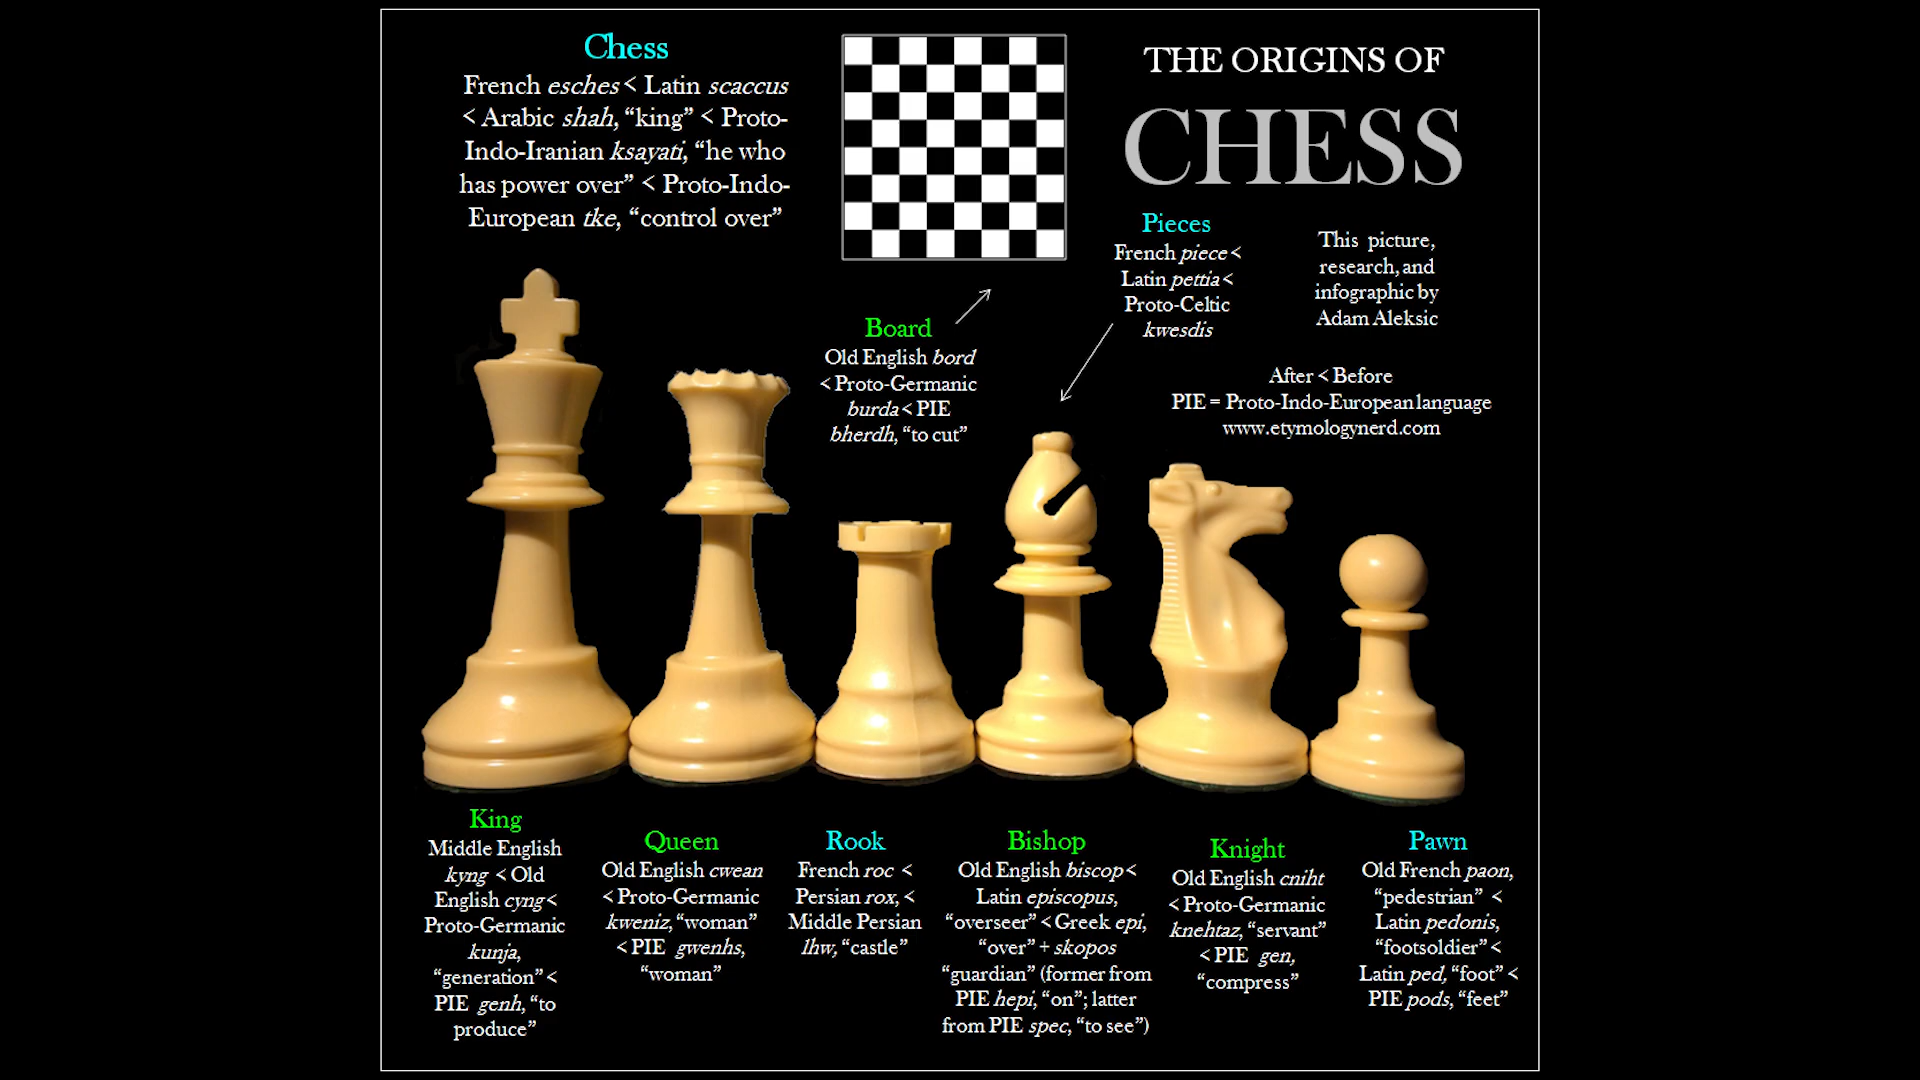 Chess
French esches < Latin scaccus
< Arabic shah, “king” < Proto-
Indo-Iranian ksayati, “he who
has power over” < Proto-Indo-
European tke, “control over”
THE ORIGINS OF
CHESS
Pieces
French piece <
Latin pettia <
Proto-Celtic
kwesdis
This picture,
research, and
infographic by
Adam Aleksic
Board
Old English bord
< Proto-Germanic
burda < PIE
bherdh, “to cut”
After < Before
PIE = Proto-Indo-European language
www.etymologynerd.com
King
Middle English
kyng < Old
English cyng <
Proto-Germanic
kunja,
“generation” <
PIE genh, “to
produce”
Queen
Old English cwean
< Proto-Germanic
kweniz, “woman”
< PIE gwenhs,
“woman”
Rook
French roc <
Persian rox, <
Middle Persian
lhw, “castle”
Bishop
Old English biscop <
Latin episcopus,
“overseer” < Greek epi,
“over” + skopos
“guardian” (former from
PIE hepi, “on”; latter
from PIE spec, “to see”)
Knight
Old English cniht
< Proto-Germanic
knehtaz, “servant”
< PIE gen,
“compress”
Pawn
Old French paon,
“pedestrian” <
Latin pedonis,
“footsoldier” <
Latin ped, “foot” <
PIE pods, “feet”